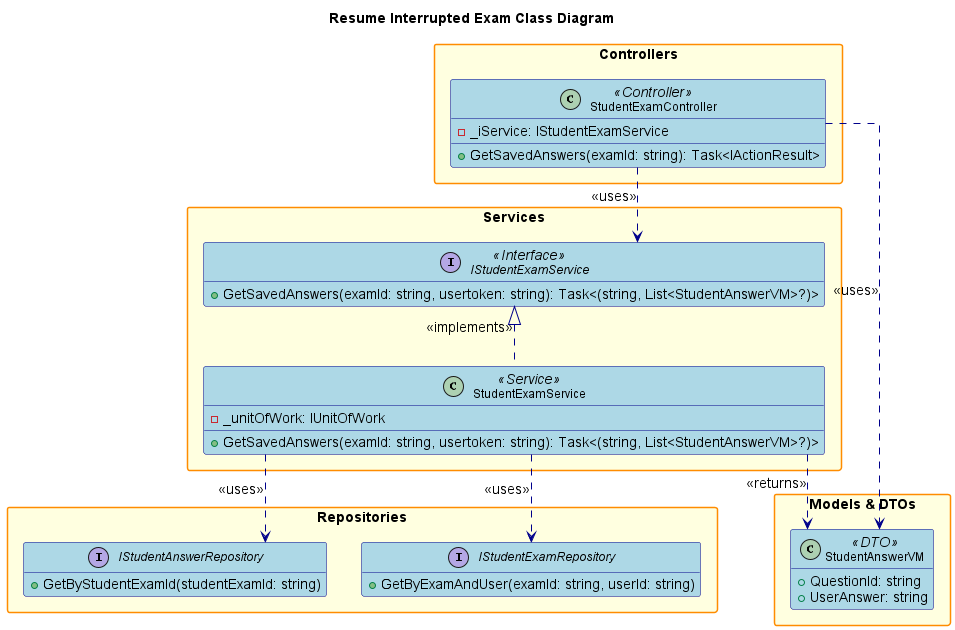 Resume Interrupted Exam Class Diagram
Controllers
C
«Controller»
StudentExamController
_iService: IStudentExamService
GetSavedAnswers(examId: string): Task<IActionResult>
«uses»
Services
I
«Interface»
IStudentExamService
GetSavedAnswers(examId: string, usertoken: string): Task<(string, List<StudentAnswerVM>?)>
«uses»
«implements»
C
«Service»
StudentExamService
_unitOfWork: IUnitOfWork
GetSavedAnswers(examId: string, usertoken: string): Task<(string, List<StudentAnswerVM>?)>
«uses»
«uses»
«returns»
Repositories
I
IStudentAnswerRepository
GetByStudentExamId(studentExamId: string)
I
IStudentExamRepository
GetByExamAndUser(examId: string, userId: string)
Models & DTOs
C
«DTO»
StudentAnswerVM
QuestionId: string
UserAnswer: string